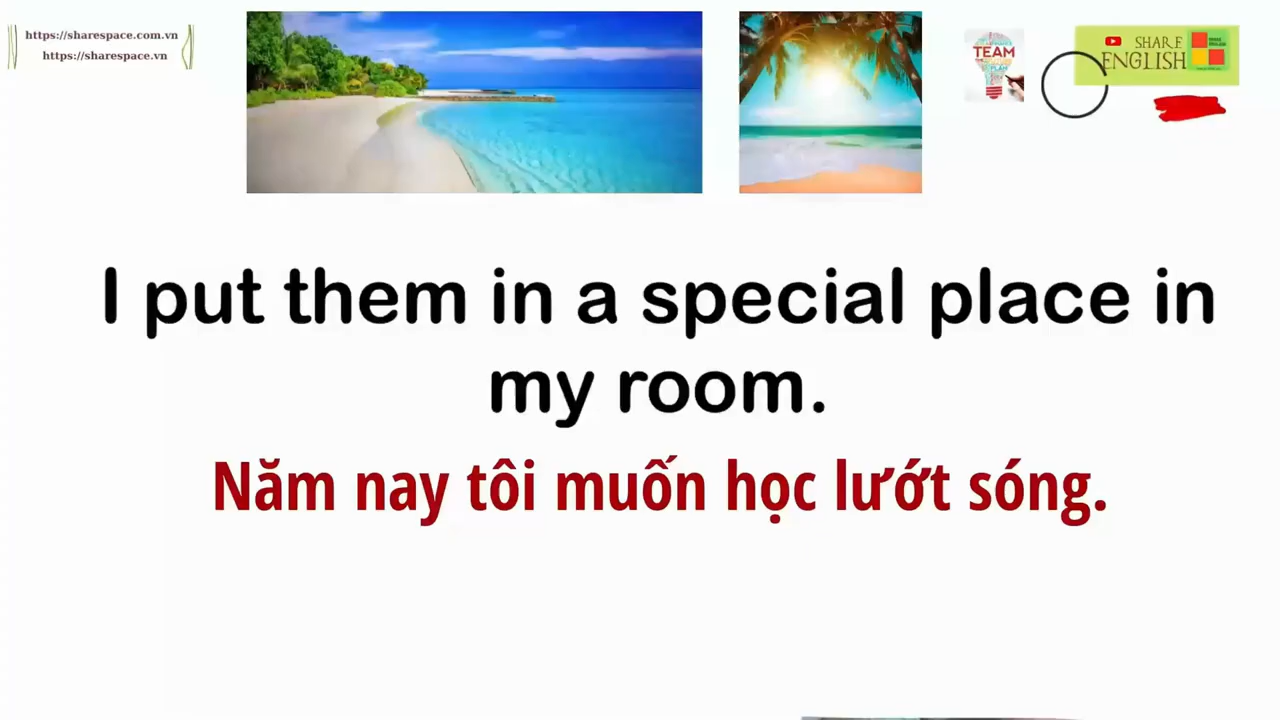 https://sharespace.com.vn
https://sharespace.vn
TEAM
PLAN
SHARE
ENGLISH
I put them in a special place in
my room.
Năm nay tôi muốn học lướt sóng.